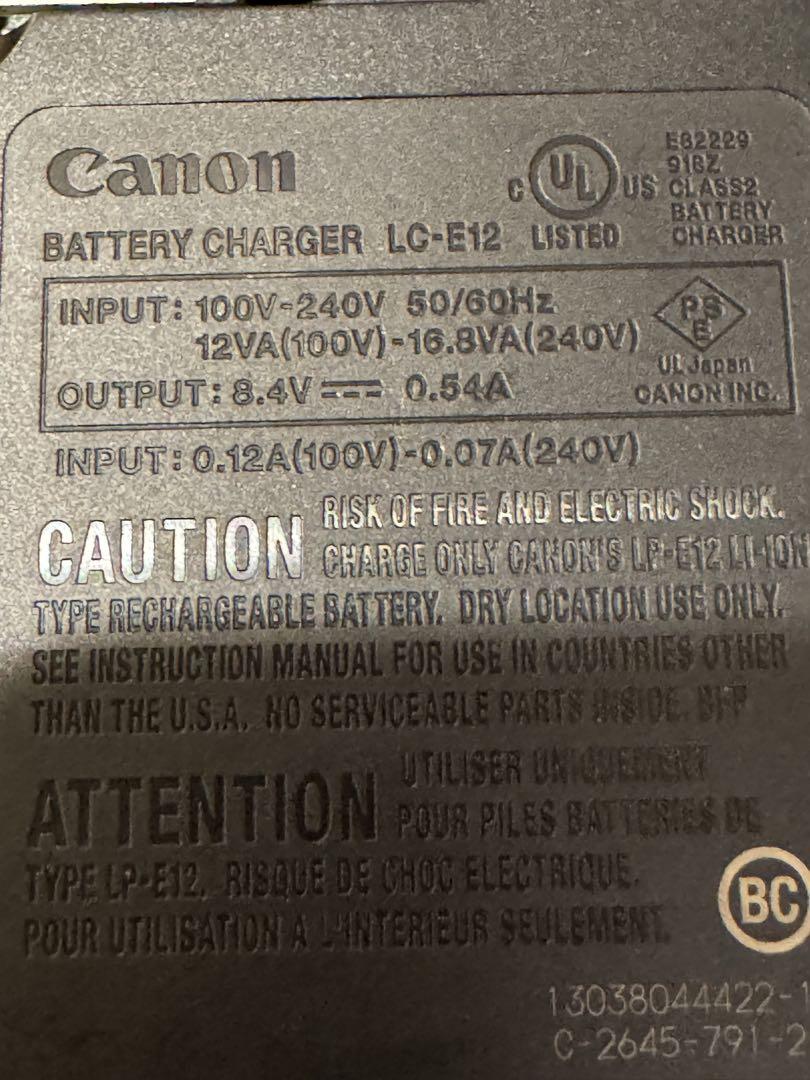 Canon
C UL US
E82229
91BZ
CLASS2
BATTERY
CHARGER
BATTERY CHARGER LC-E12 LISTED
INPUT: 100V-240V 50/60Hz
12VA(100V)-16.8VA(240V)
OUTPUT: 8.4V 0.54A
PS
E
UL Japan
CANON INC.
INPUT: 0.12A(100V)-0.07A(240V)
CAUTION RISK OF FIRE AND ELECTRIC SHOCK.
CHARGE ONLY CANON'S LP-E12 LI-ION
TYPE RECHARGEABLE BATTERY. DRY LOCATION USE ONLY.
SEE INSTRUCTION MANUAL FOR USE IN COUNTRIES OTHER
THAN THE U.S.A. NO SERVICEABLE PARTS INSIDE.
ATTENTION UTILISER UNIQUEMENT
POUR PILES BATTERIES DE
TYPE LP-E12. RISQUE DE CHOC ELECTRIQUE.
POUR UTILISATION A L'INTERIEUR SEULEMENT.
BC
13038044422-1
C-2645-791-2